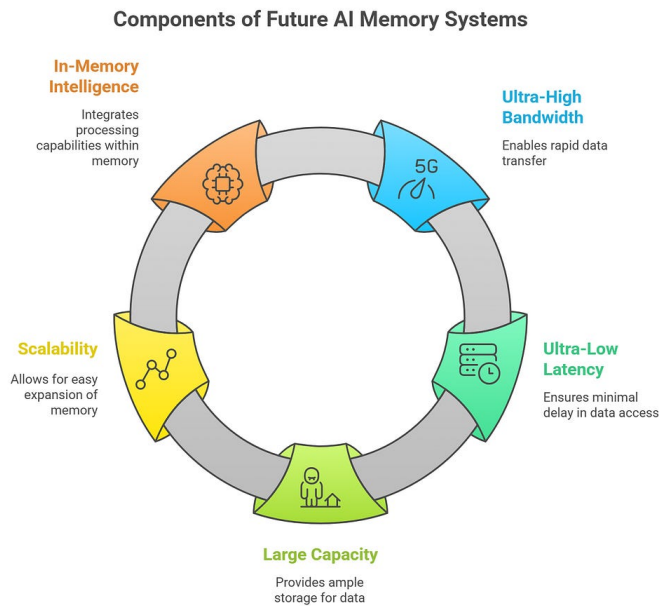 Components of Future AI Memory Systems
In-Memory
Intelligence
Integrates
processing
capabilities within
memory
Ultra-High
Bandwidth
Enables rapid data
transfer
5G
Scalability
Allows for easy
expansion of
memory
Ultra-Low
Latency
Ensures minimal
delay in data access
Large Capacity
Provides ample
storage for data